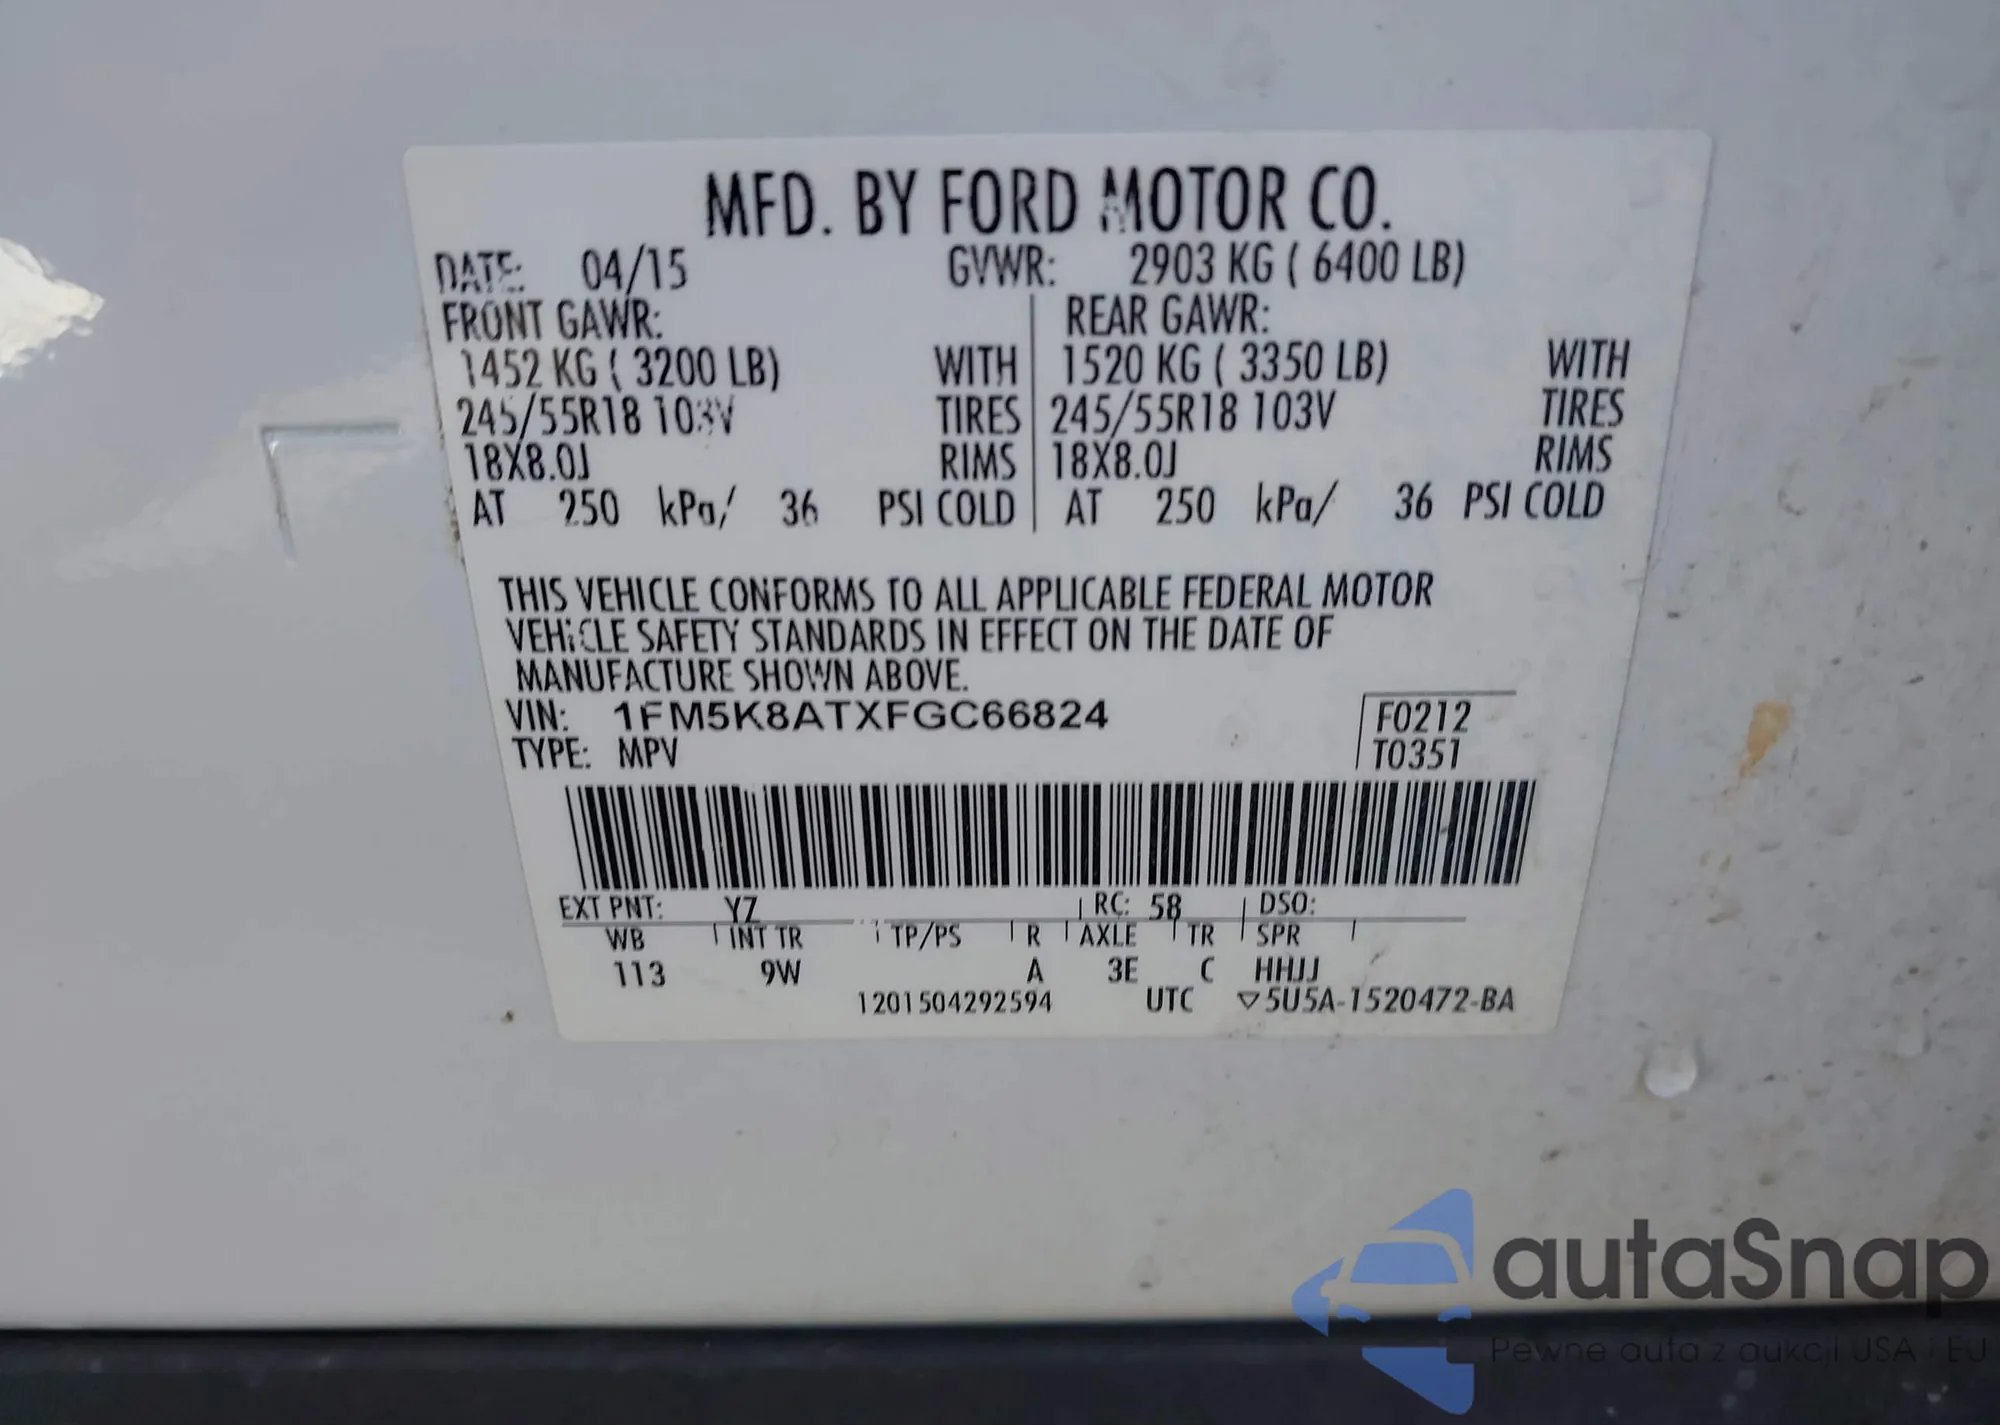 MFD. BY FORD MOTOR CO.
DATE: 04/15 GVWR: 2903 KG ( 6400 LB)
FRONT GAWR: REAR GAWR:
1452 KG ( 3200 LB) WITH 1520 KG ( 3350 LB) WITH
245/55R18 103V TIRES 245/55R18 103V TIRES
18X8.0J RIMS 18X8.0J RIMS
AT 250 kPa/ 36 PSI COLD AT 250 kPa/ 36 PSI COLD
THIS VEHICLE CONFORMS TO ALL APPLICABLE FEDERAL MOTOR
VEHICLE SAFETY STANDARDS IN EFFECT ON THE DATE OF
MANUFACTURE SHOWN ABOVE.
VIN: 1FM5K8ATXFGC66824 F0212
TYPE: MPV T0351
EXT PNT: YZ RC: 58 DSO:
WB INT TR TP/PS R AXLE TR SPR
113 9W A 3E C HHJJ
1201504292594 UTC ▽5U5A-1520472-BA
autaSnap
Pewne auta z aukcji USA i EU